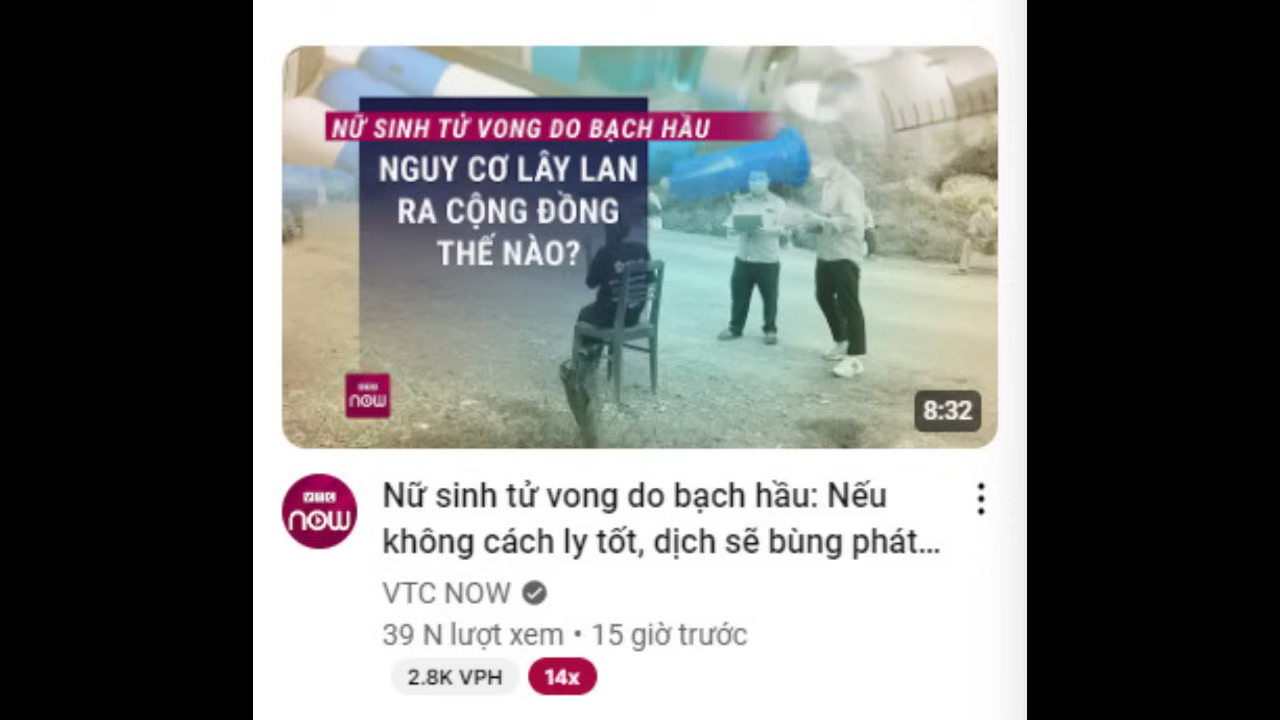 NỮ SINH TỬ VONG DO BẠCH HẦU
NGUY CƠ LÂY LAN
RA CỘNG ĐỒNG
THẾ NÀO?
now
8:32
Nữ sinh tử vong do bạch hầu: Nếu
không cách ly tốt, dịch sẽ bùng phát...
VTC
now
VTC NOW
39 N lượt xem • 15 giờ trước
2.8K VPH 14x